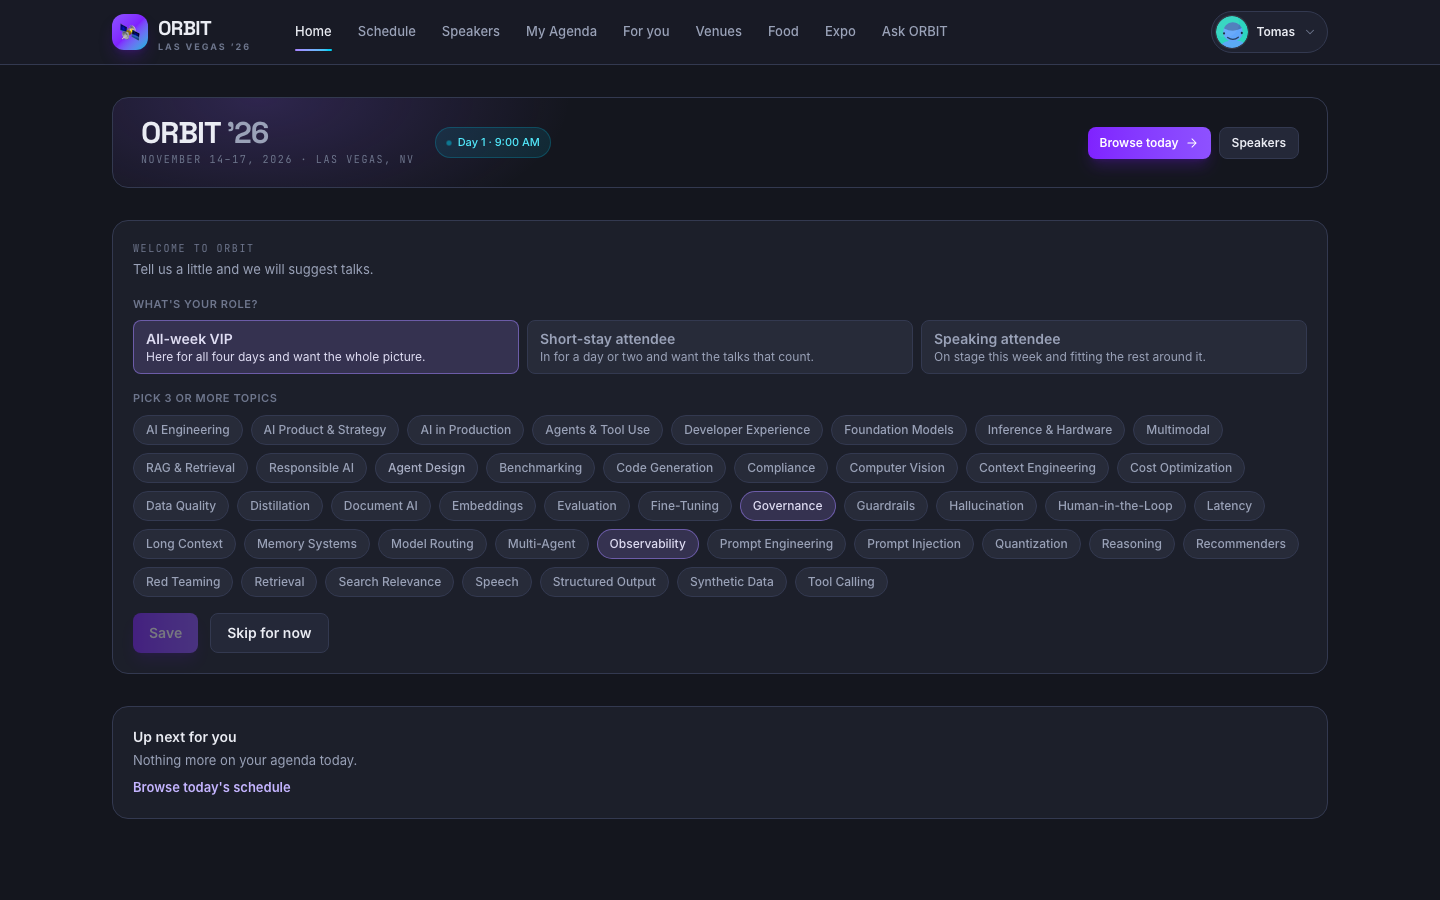 ORBIT
LAS VEGAS '26
Home Schedule Speakers My Agenda For you Venues Food Expo Ask ORBIT
Tomas
ORBIT ’26
NOVEMBER 14–17, 2026 · LAS VEGAS, NV
Day 1 · 9:00 AM
Browse today → Speakers
WELCOME TO ORBIT
Tell us a little and we will suggest talks.
WHAT'S YOUR ROLE?
All-week VIP
Here for all four days and want the whole picture.
Short-stay attendee
In for a day or two and want the talks that count.
Speaking attendee
On stage this week and fitting the rest around it.
PICK 3 OR MORE TOPICS
AI Engineering AI Product & Strategy AI in Production Agents & Tool Use Developer Experience Foundation Models Inference & Hardware Multimodal
RAG & Retrieval Responsible AI Agent Design Benchmarking Code Generation Compliance Computer Vision Context Engineering Cost Optimization
Data Quality Distillation Document AI Embeddings Evaluation Fine-Tuning Governance Guardrails Hallucination Human-in-the-Loop Latency
Long Context Memory Systems Model Routing Multi-Agent Observability Prompt Engineering Prompt Injection Quantization Reasoning Recommenders
Red Teaming Retrieval Search Relevance Speech Structured Output Synthetic Data Tool Calling
Save Skip for now
Up next for you
Nothing more on your agenda today.
Browse today's schedule